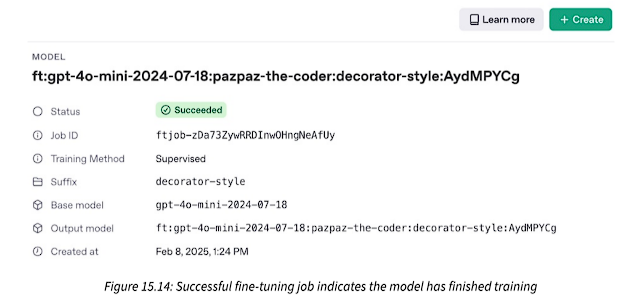 Learn more
+ Create
MODEL
ft:gpt-4o-mini-2024-07-18:pazpaz-the-coder:decorator-style:AydMPYCg
Status Succeeded
Job ID ftjob-zDa73ZywRRDInwOHngNeAfUy
Training Method Supervised
Suffix decorator-style
Base model gpt-4o-mini-2024-07-18
Output model ft:gpt-4o-mini-2024-07-18:pazpaz-the-coder:decorator-style:AydMPYCg
Created at Feb 8, 2025, 1:24 PM
Figure 15.14: Successful fine-tuning job indicates the model has finished training